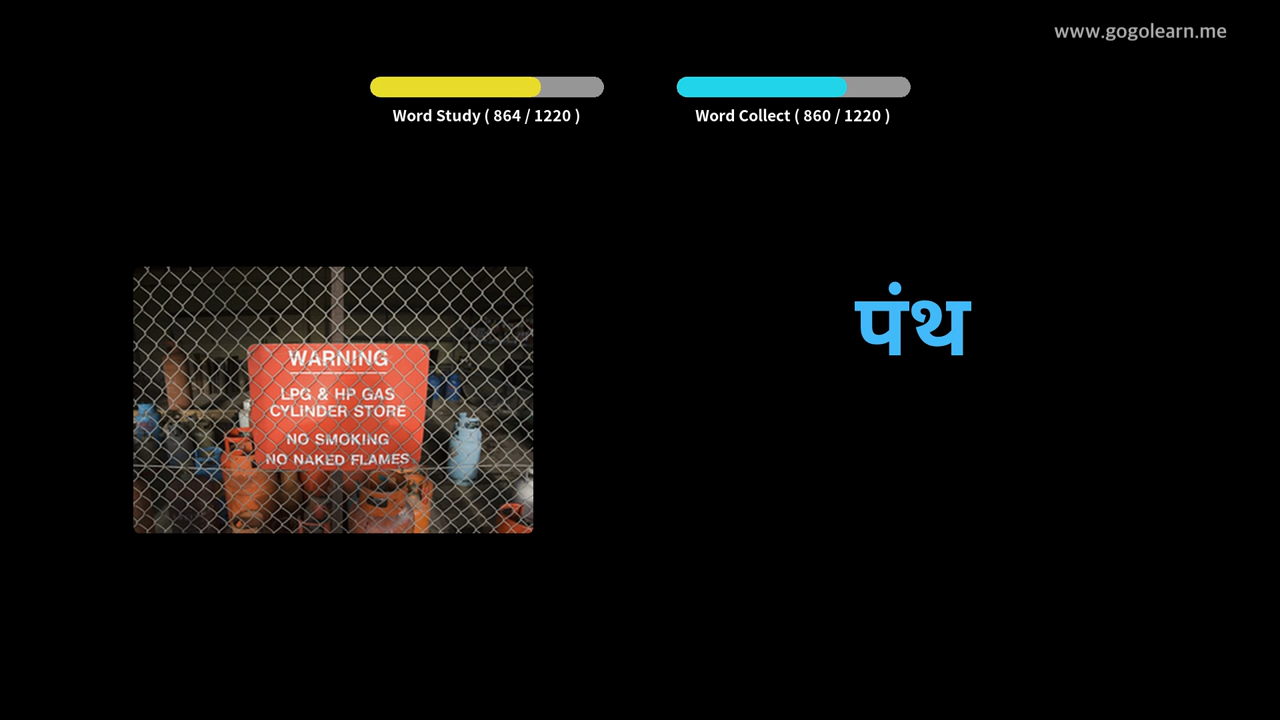 www.gogolearn.me
Word Study ( 864 / 1220 )
Word Collect ( 860 / 1220 )
पंथ
WARNING
LPG & HP GAS
CYLINDER STORE
NO SMOKING
NO NAKED FLAMES